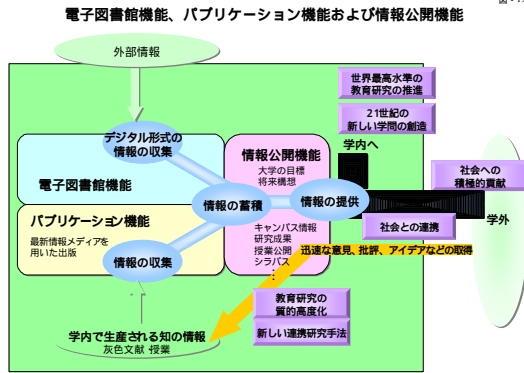 電子図書館機能、パブリケーション機能および情報公開機能
外部情報
世界最高水準の
教育研究の推進
21世紀の
新しい学問の創造
デジタル形式の
情報の収集
情報公開機能
大学の目標
将来構想
学内へ
社会への
積極的貢献
電子図書館機能
情報の蓄積
情報の提供
学外
パブリケーション機能
最新情報メディアを
用いた出版
キャンパス情報
研究成果
授業公開
シラバス
社会との連携
情報の収集
迅速な意見、批評、アイデアなどの取得
教育研究の
質的高度化
学内で生産される知の情報
灰色文献・授業
新しい連携研究手法